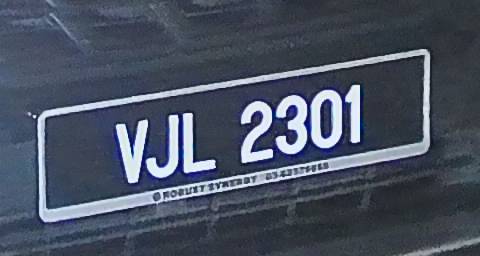 VJL 2301
ROBUST SYNERGY